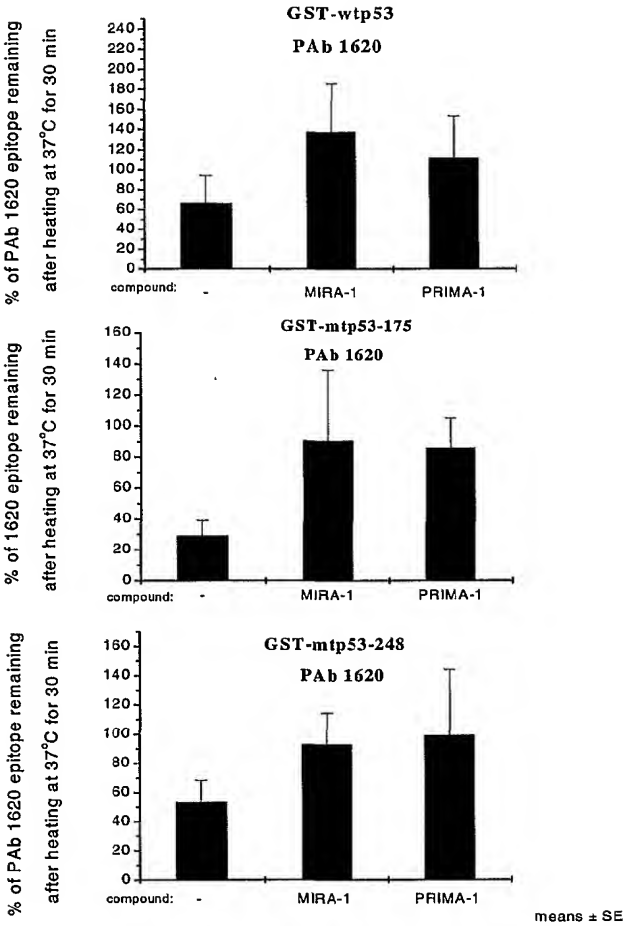 GST-wtp53
PAb 1620
% of PAb 1620 epitope remaining
after heating at 37°C for 30 min
240
220
200
180
160
140
120
100
80
60
40
220
0
compound: - MIRA-1 PRIMA-1
GST-mtp53-175
PAb 1620
% of 1620 epitope remaining
after heating at 37°C for 30 min
160
140
120
100
80
60
40
20
0
compound: - MIRA-1 PRIMA-1
GST-mtp53-248
PAb 1620
% of PAb 1620 epitope remaining
after heating at 37°C for 30 min
160
140
120
100
80
60
40
20
0
compound: - MIRA-1 PRIMA-1
means ± SE